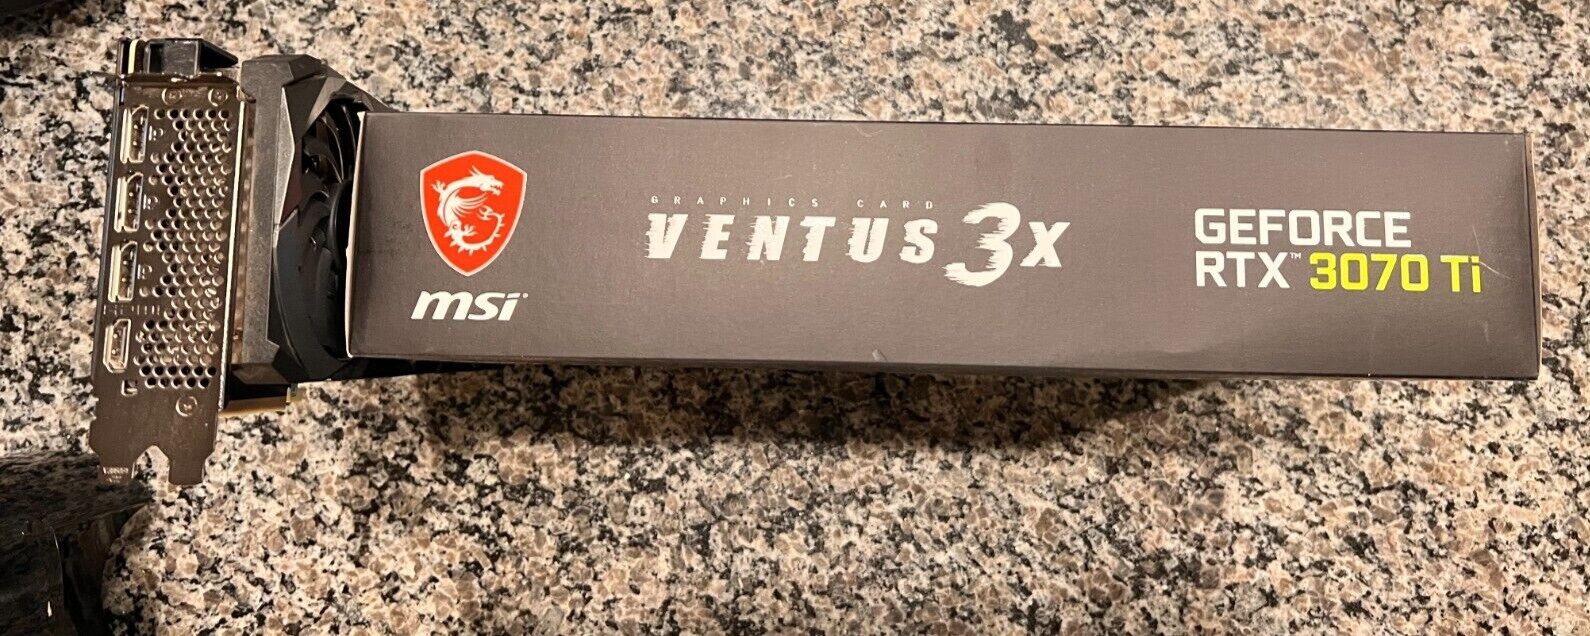 msi
GRAPHICS CARD
VENTUS 3X
GEFORCE
RTX™ 3070 Ti